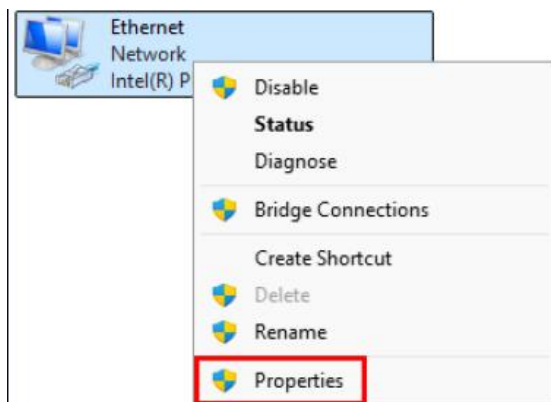 Ethernet
Network
Intel(R) P
Disable
Status
Diagnose
Bridge Connections
Create Shortcut
Delete
Rename
Properties